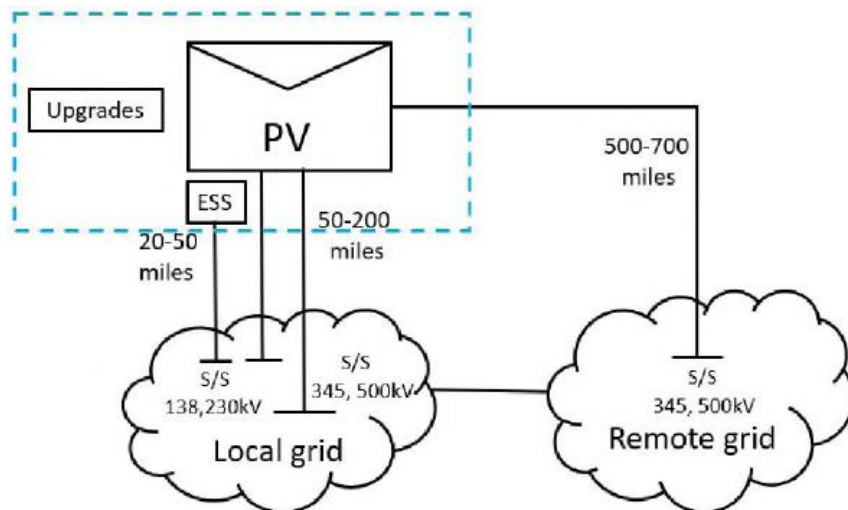 Upgrades
PV
ESS
20-50
miles
50-200
miles
500-700
miles
S/S
138,230kV
S/S
345, 500kV
Local grid
S/S
345, 500kV
Remote grid